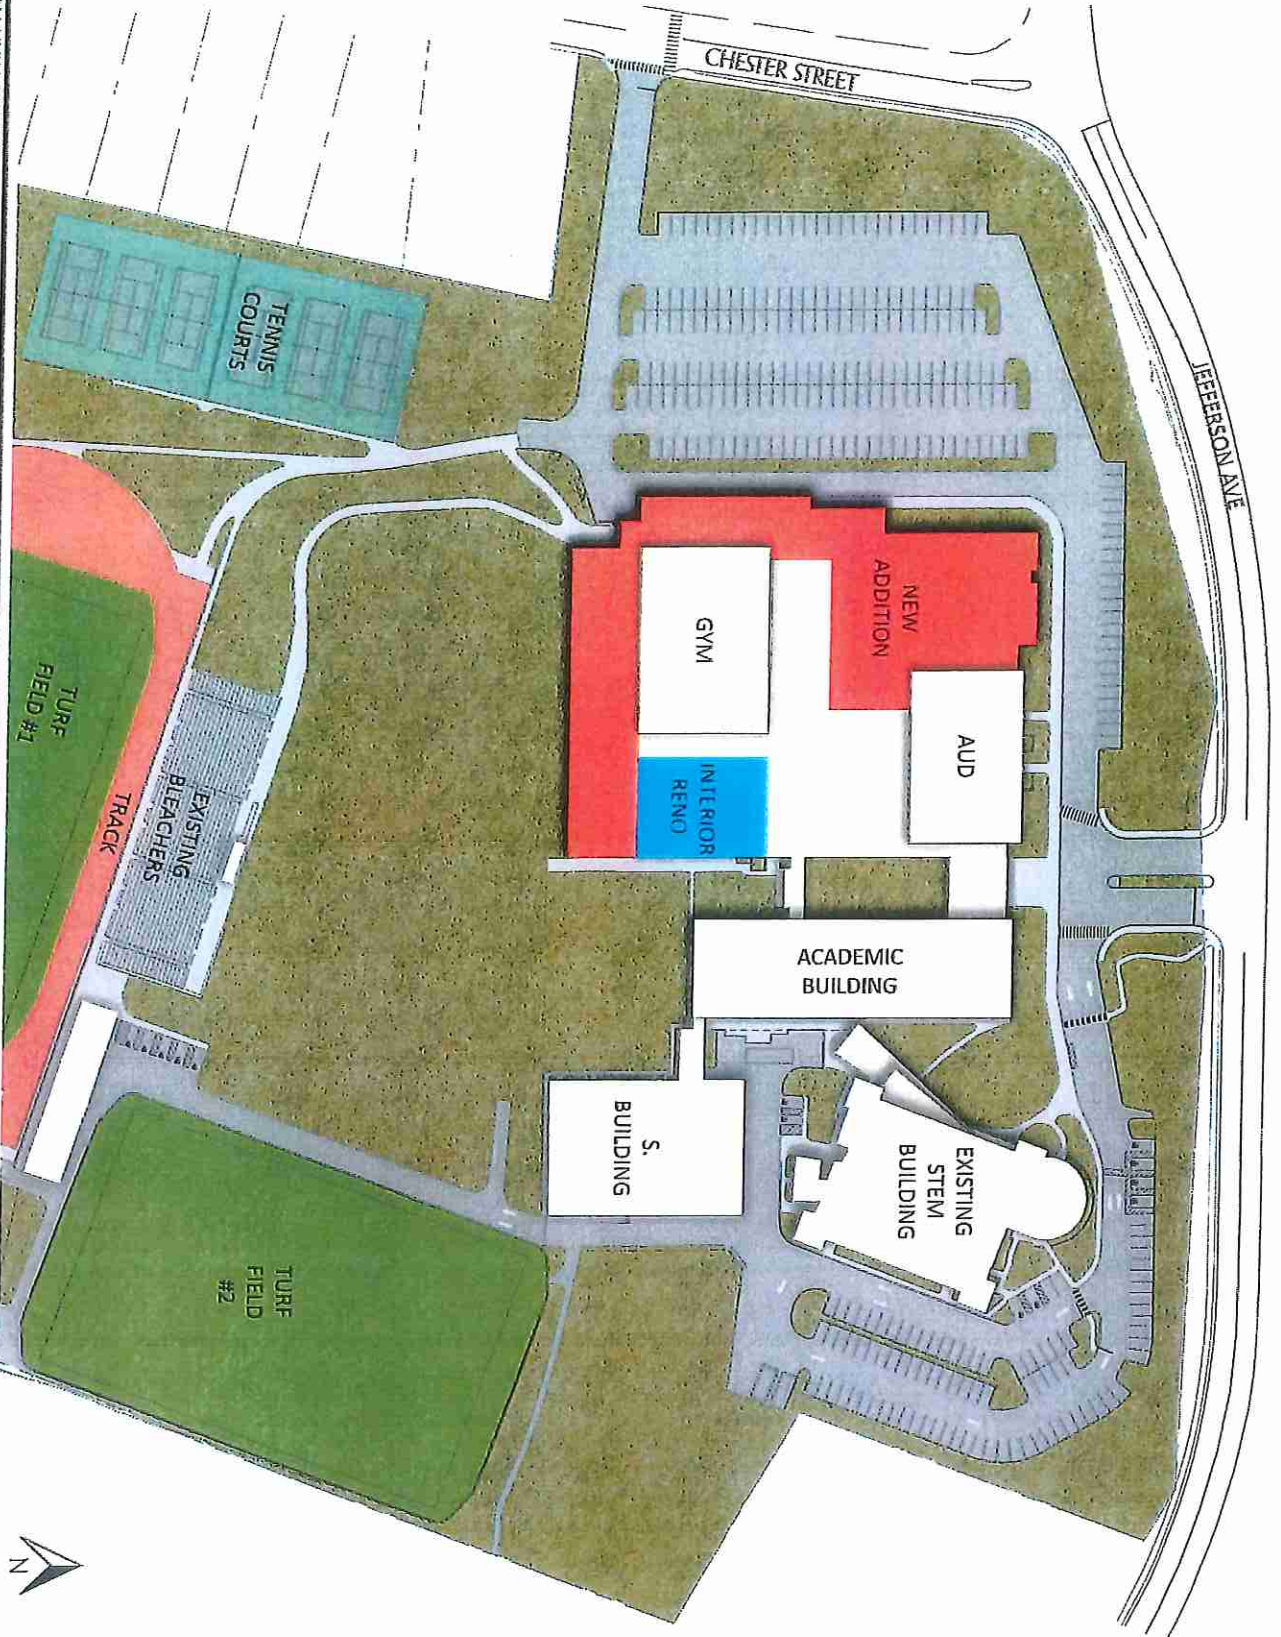 CHESTER STREET
JEFFERSON AVE
TENNIS
COURTS
NEW
ADDITION
GYM
AUD
INTERIOR
RENO
TURF
FIELD #1
TRACK
EXISTING
BLEACHERS
ACADEMIC
BUILDING
S.
BUILDING
EXISTING
STEM
BUILDING
TURF
FIELD
#2
N